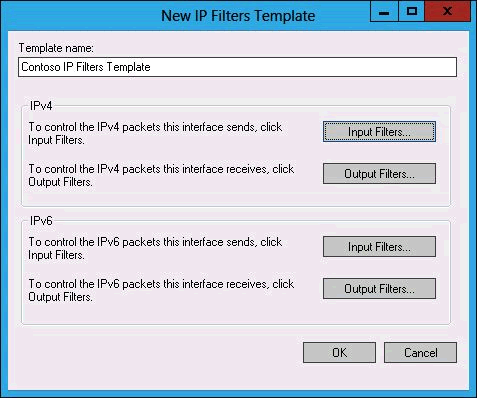 New IP Filters Template
Template name:
Contoso IP Filters Template
IPv4
To control the IPv4 packets this interface sends, click
Input Filters.
Input Filters...
To control the IPv4 packets this interface receives, click
Output Filters.
Output Filters...
IPv6
To control the IPv6 packets this interface sends, click
Input Filters.
Input Filters...
To control the IPv6 packets this interface receives, click
Output Filters.
Output Filters...
OK
Cancel